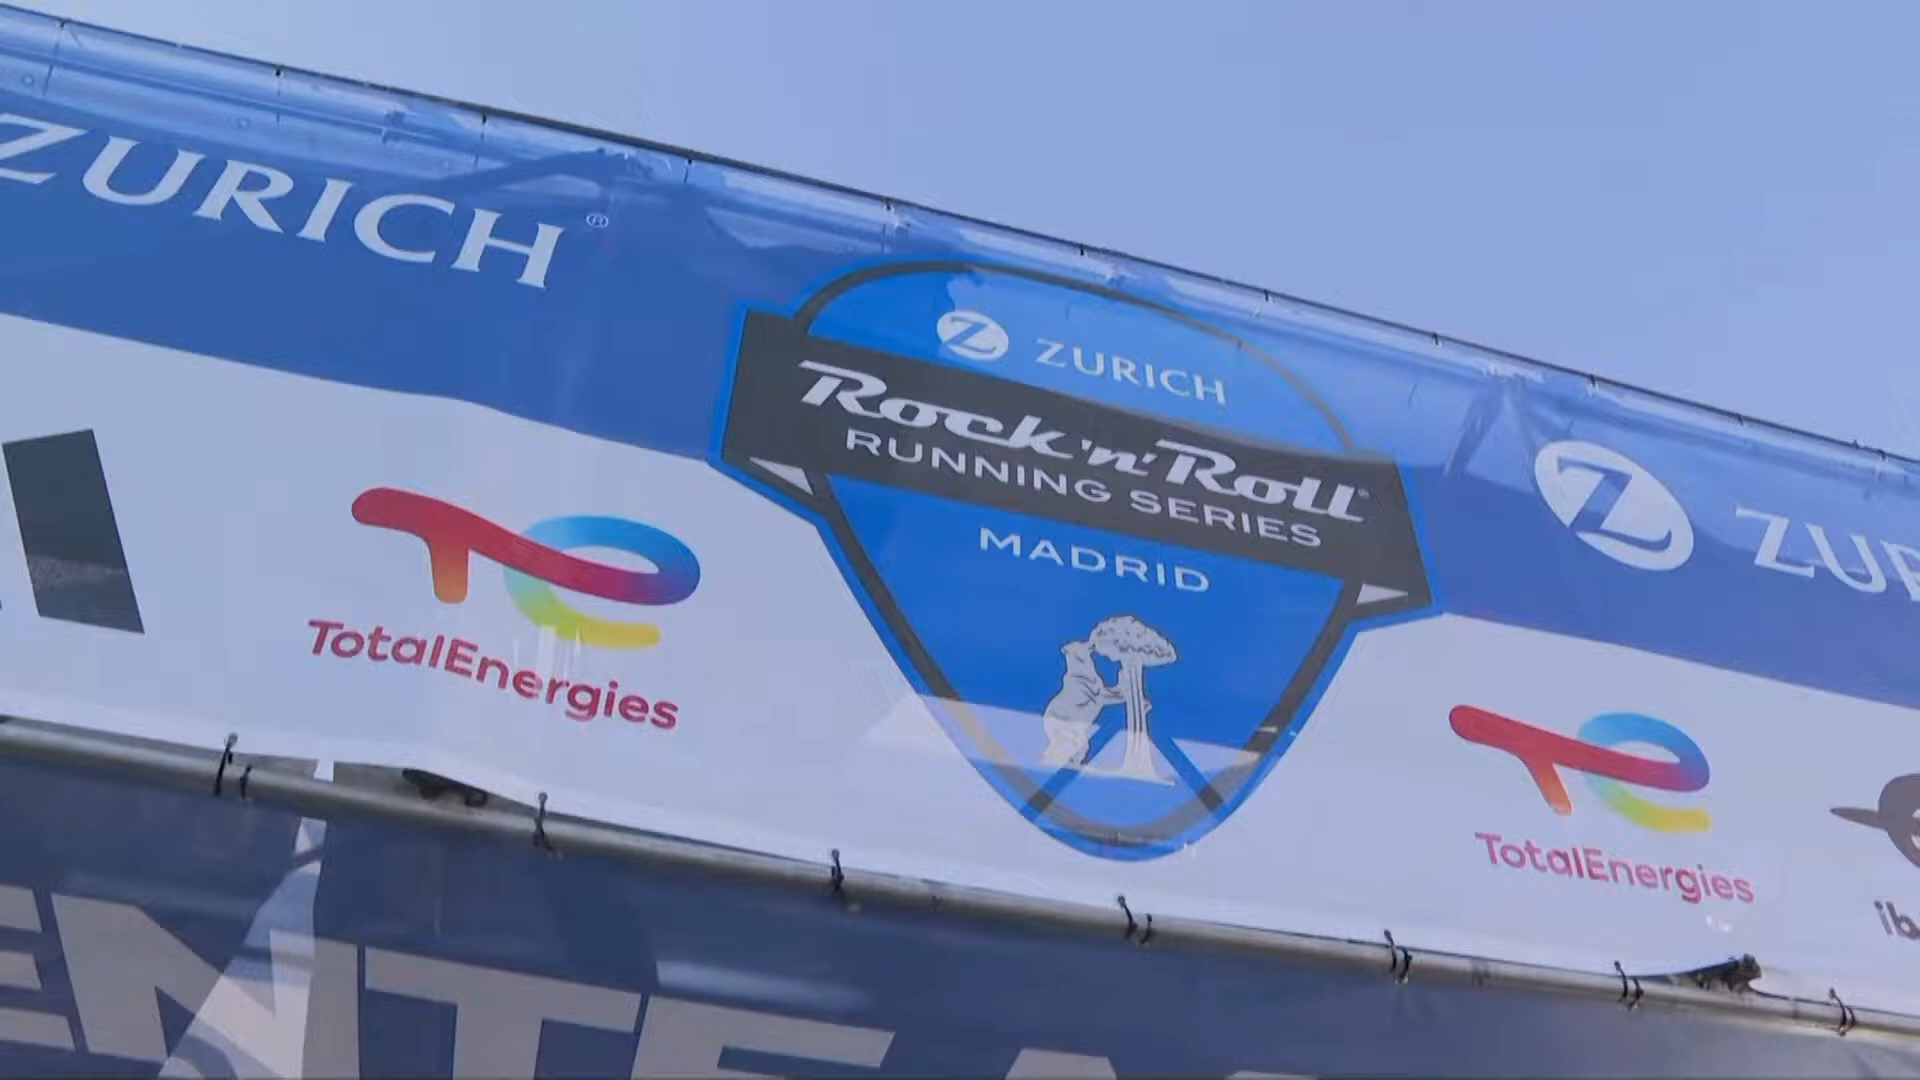 ZURICH®
ZURICH
Rock 'n' Roll®
RUNNING SERIES
MADRID
TotalEnergies
TotalEnergies